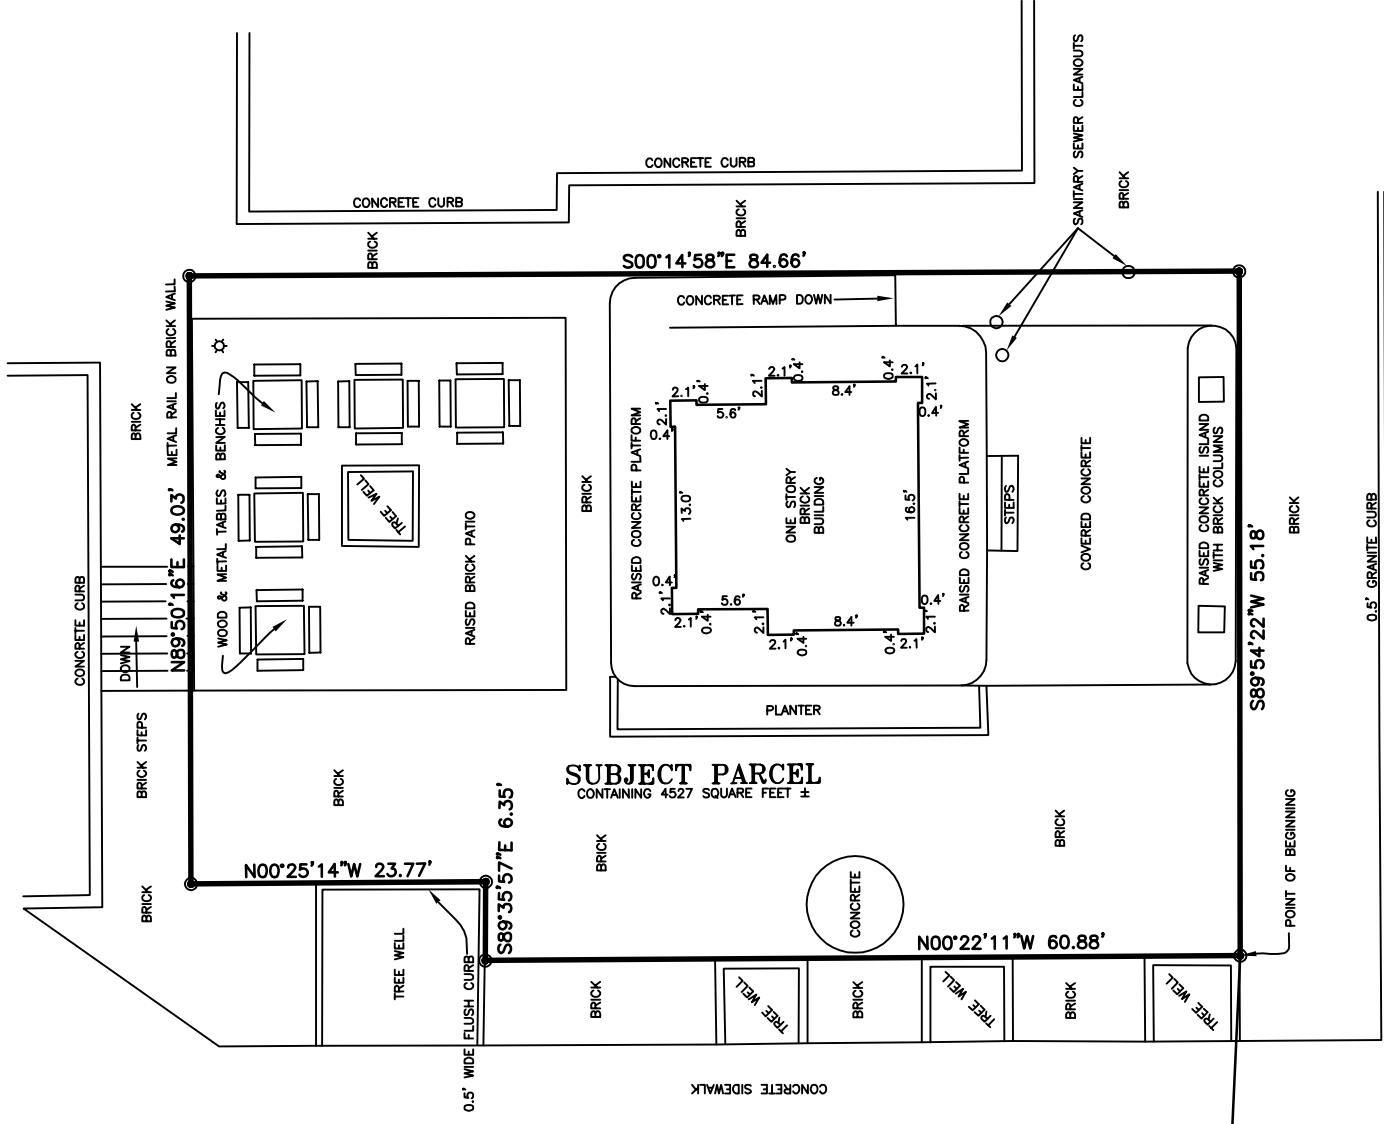 SANITARY SEWER CLEANOUTS
CONCRETE CURB
CONCRETE CURB
BRICK
BRICK
BRICK
S00°14'58"E 84.66'
METAL RAIL ON BRICK WALL
CONCRETE RAMP DOWN
BRICK
WOOD & METAL TABLES & BENCHES
TREE WELL
RAISED BRICK PATIO
BRICK
N89°50'16"E 49.03'
CONCRETE CURB
DOWN
BRICK STEPS
RAISED CONCRETE PLATFORM
2.1'
0.4'
5.6'
2.1'
2.1'
0.4'
8.4'
0.4'
2.1'
2.1'
0.4'
2.1'
0.4'
13.0'
ONE STORY
BRICK
BUILDING
16.5'
0.4'
2.1'
2.1'
0.4'
5.6'
2.1'
2.1'
0.4'
8.4'
0.4'
2.1'
0.4'
2.1'
RAISED CONCRETE PLATFORM
STEPS
COVERED CONCRETE
RAISED CONCRETE ISLAND
WITH BRICK COLUMNS
S89°54'22"W 55.18'
BRICK
0.5' GRANITE CURB
PLANTER
SUBJECT PARCEL
CONTAINING 4527 SQUARE FEET ±
BRICK
BRICK
BRICK
BRICK
N00°25'14"W 23.77'
S89°35'57"E 6.35'
CONCRETE
N00°22'11"W 60.88'
POINT OF BEGINNING
TREE WELL
0.5' WIDE FLUSH CURB
BRICK
TREE WELL
BRICK
TREE WELL
BRICK
TREE WELL
CONCRETE SIDEWALK